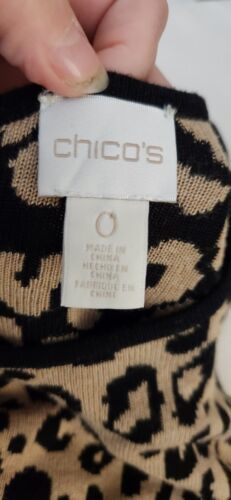 chico's
0
MADE IN
CHINA
HECHO EN
CHINA
FABRIQUÉ EN
CHINE